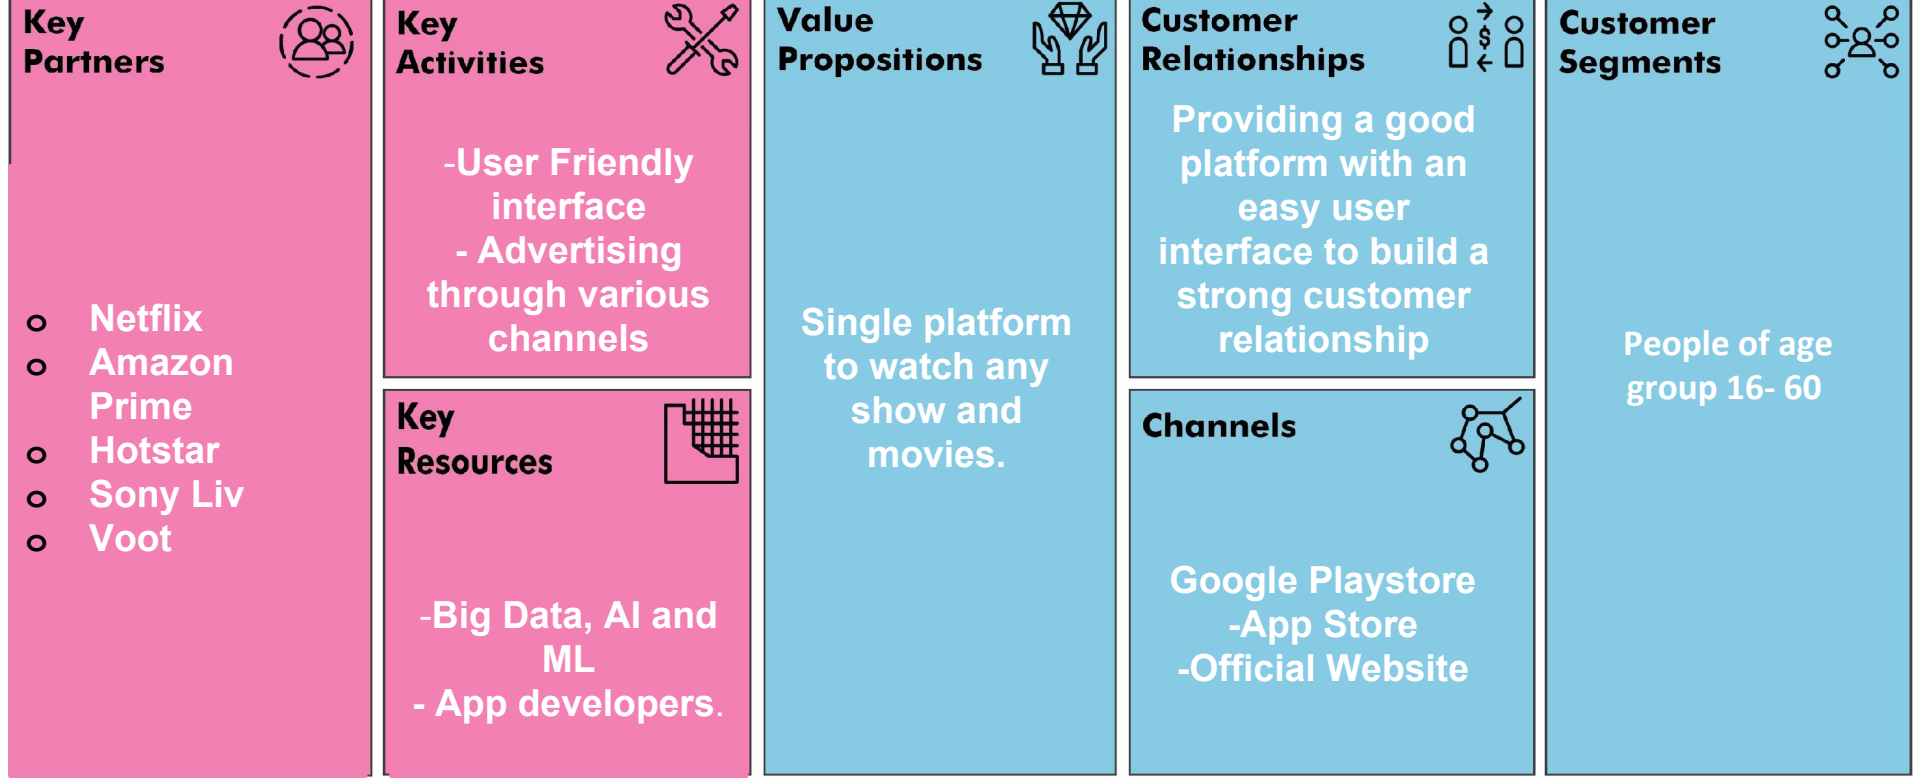 Key
Partners
o Netflix
o Amazon
Prime
o Hotstar
o Sony Liv
o Voot
Key
Activities
-User Friendly
interface
- Advertising
through various
channels
Key
Resources
-Big Data, AI and
ML
- App developers.
Value
Propositions
Single platform
to watch any
show and
movies.
Customer
Relationships
$
Providing a good
platform with an
easy user
interface to build a
strong customer
relationship
Channels
Google Playstore
-App Store
-Official Website
Customer
Segments
People of age
group 16- 60